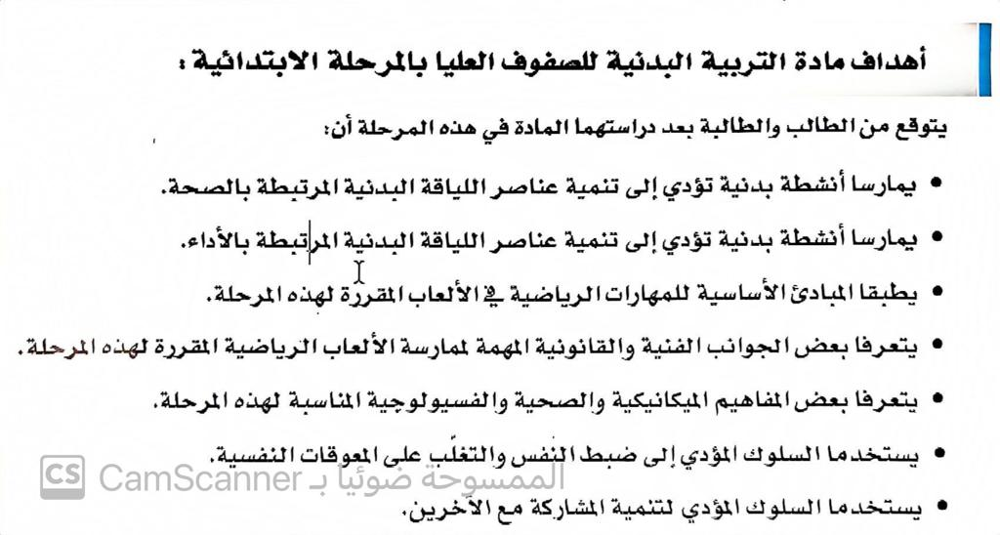 أهداف مادة التربية البدنية للصفوف العليا بالمرحلة الابتدائية :
يتوقع من الطالب والطالبة بعد دراستهما المادة في هذه المرحلة أن:
• يمارسا أنشطة بدنية تؤدي إلى تنمية عناصر اللياقة البدنية المرتبطة بالصحة.
• يمارسا أنشطة بدنية تؤدي إلى تنمية عناصر اللياقة البدنية المرتبطة بالأداء.
• يطبقا المبادئ الأساسية للمهارات الرياضية في الألعاب المقررة لهذه المرحلة.
• يتعرفا بعض الجوانب الفنية والقانونية المهمة لممارسة الألعاب الرياضية المقررة لهذه المرحلة.
• يتعرفا بعض المفاهيم الميكانيكية والصحية والفسيولوجية المناسبة لهذه المرحلة.
• يستخدما السلوك المؤدي إلى ضبط النفس والتغلّب على المعوقات النفسية.
الممسوحة ضوئيا بـ CamScanner
CS
• يستخدما السلوك المؤدي لتنمية المشاركة مع الآخرين.